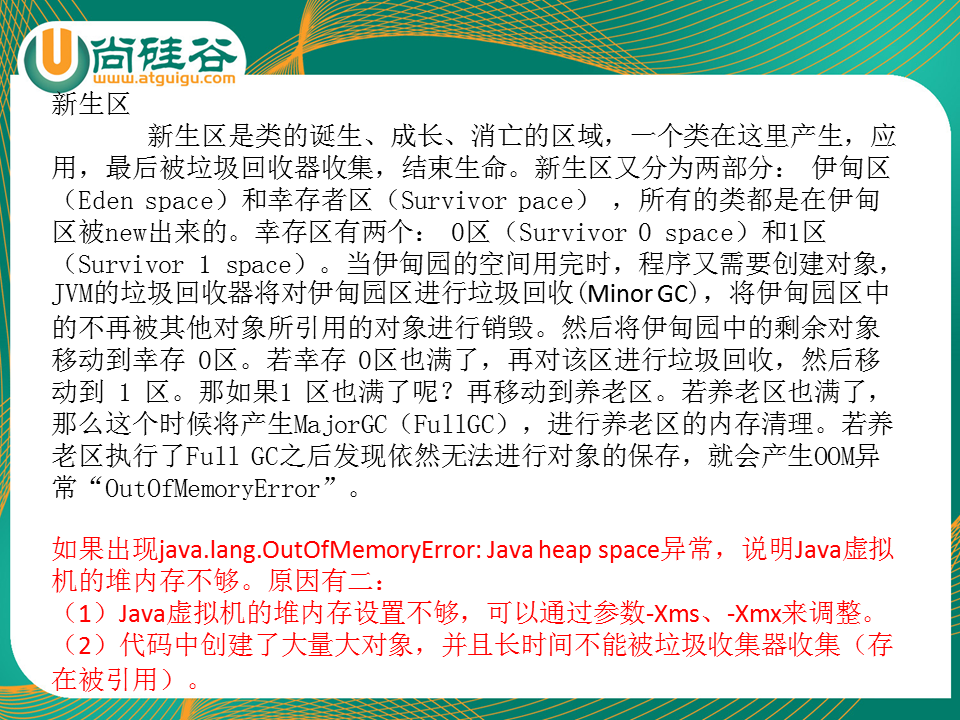 尚硅谷
www.atguigu.com
新生区
新生区是类的诞生、成长、消亡的区域，一个类在这里产生，应
用，最后被垃圾回收器收集，结束生命。新生区又分为两部分： 伊甸区
（Eden space）和幸存者区（Survivor pace） ，所有的类都是在伊甸
区被new出来的。幸存区有两个： 0区（Survivor 0 space）和1区
（Survivor 1 space）。当伊甸园的空间用完时，程序又需要创建对象，
JVM的垃圾回收器将对伊甸园区进行垃圾回收(Minor GC)，将伊甸园区中
的不再被其他对象所引用的对象进行销毁。然后将伊甸园中的剩余对象
移动到幸存 0区。若幸存 0区也满了，再对该区进行垃圾回收，然后移
动到 1 区。那如果1 区也满了呢？再移动到养老区。若养老区也满了，
那么这个时候将产生MajorGC（FullGC），进行养老区的内存清理。若养
老区执行了Full GC之后发现依然无法进行对象的保存，就会产生OOM异
常“OutOfMemoryError”。
如果出现java.lang.OutOfMemoryError: Java heap space异常，说明Java虚拟
机的堆内存不够。原因有二：
（1）Java虚拟机的堆内存设置不够，可以通过参数-Xms、-Xmx来调整。
（2）代码中创建了大量大对象，并且长时间不能被垃圾收集器收集（存
在被引用）。